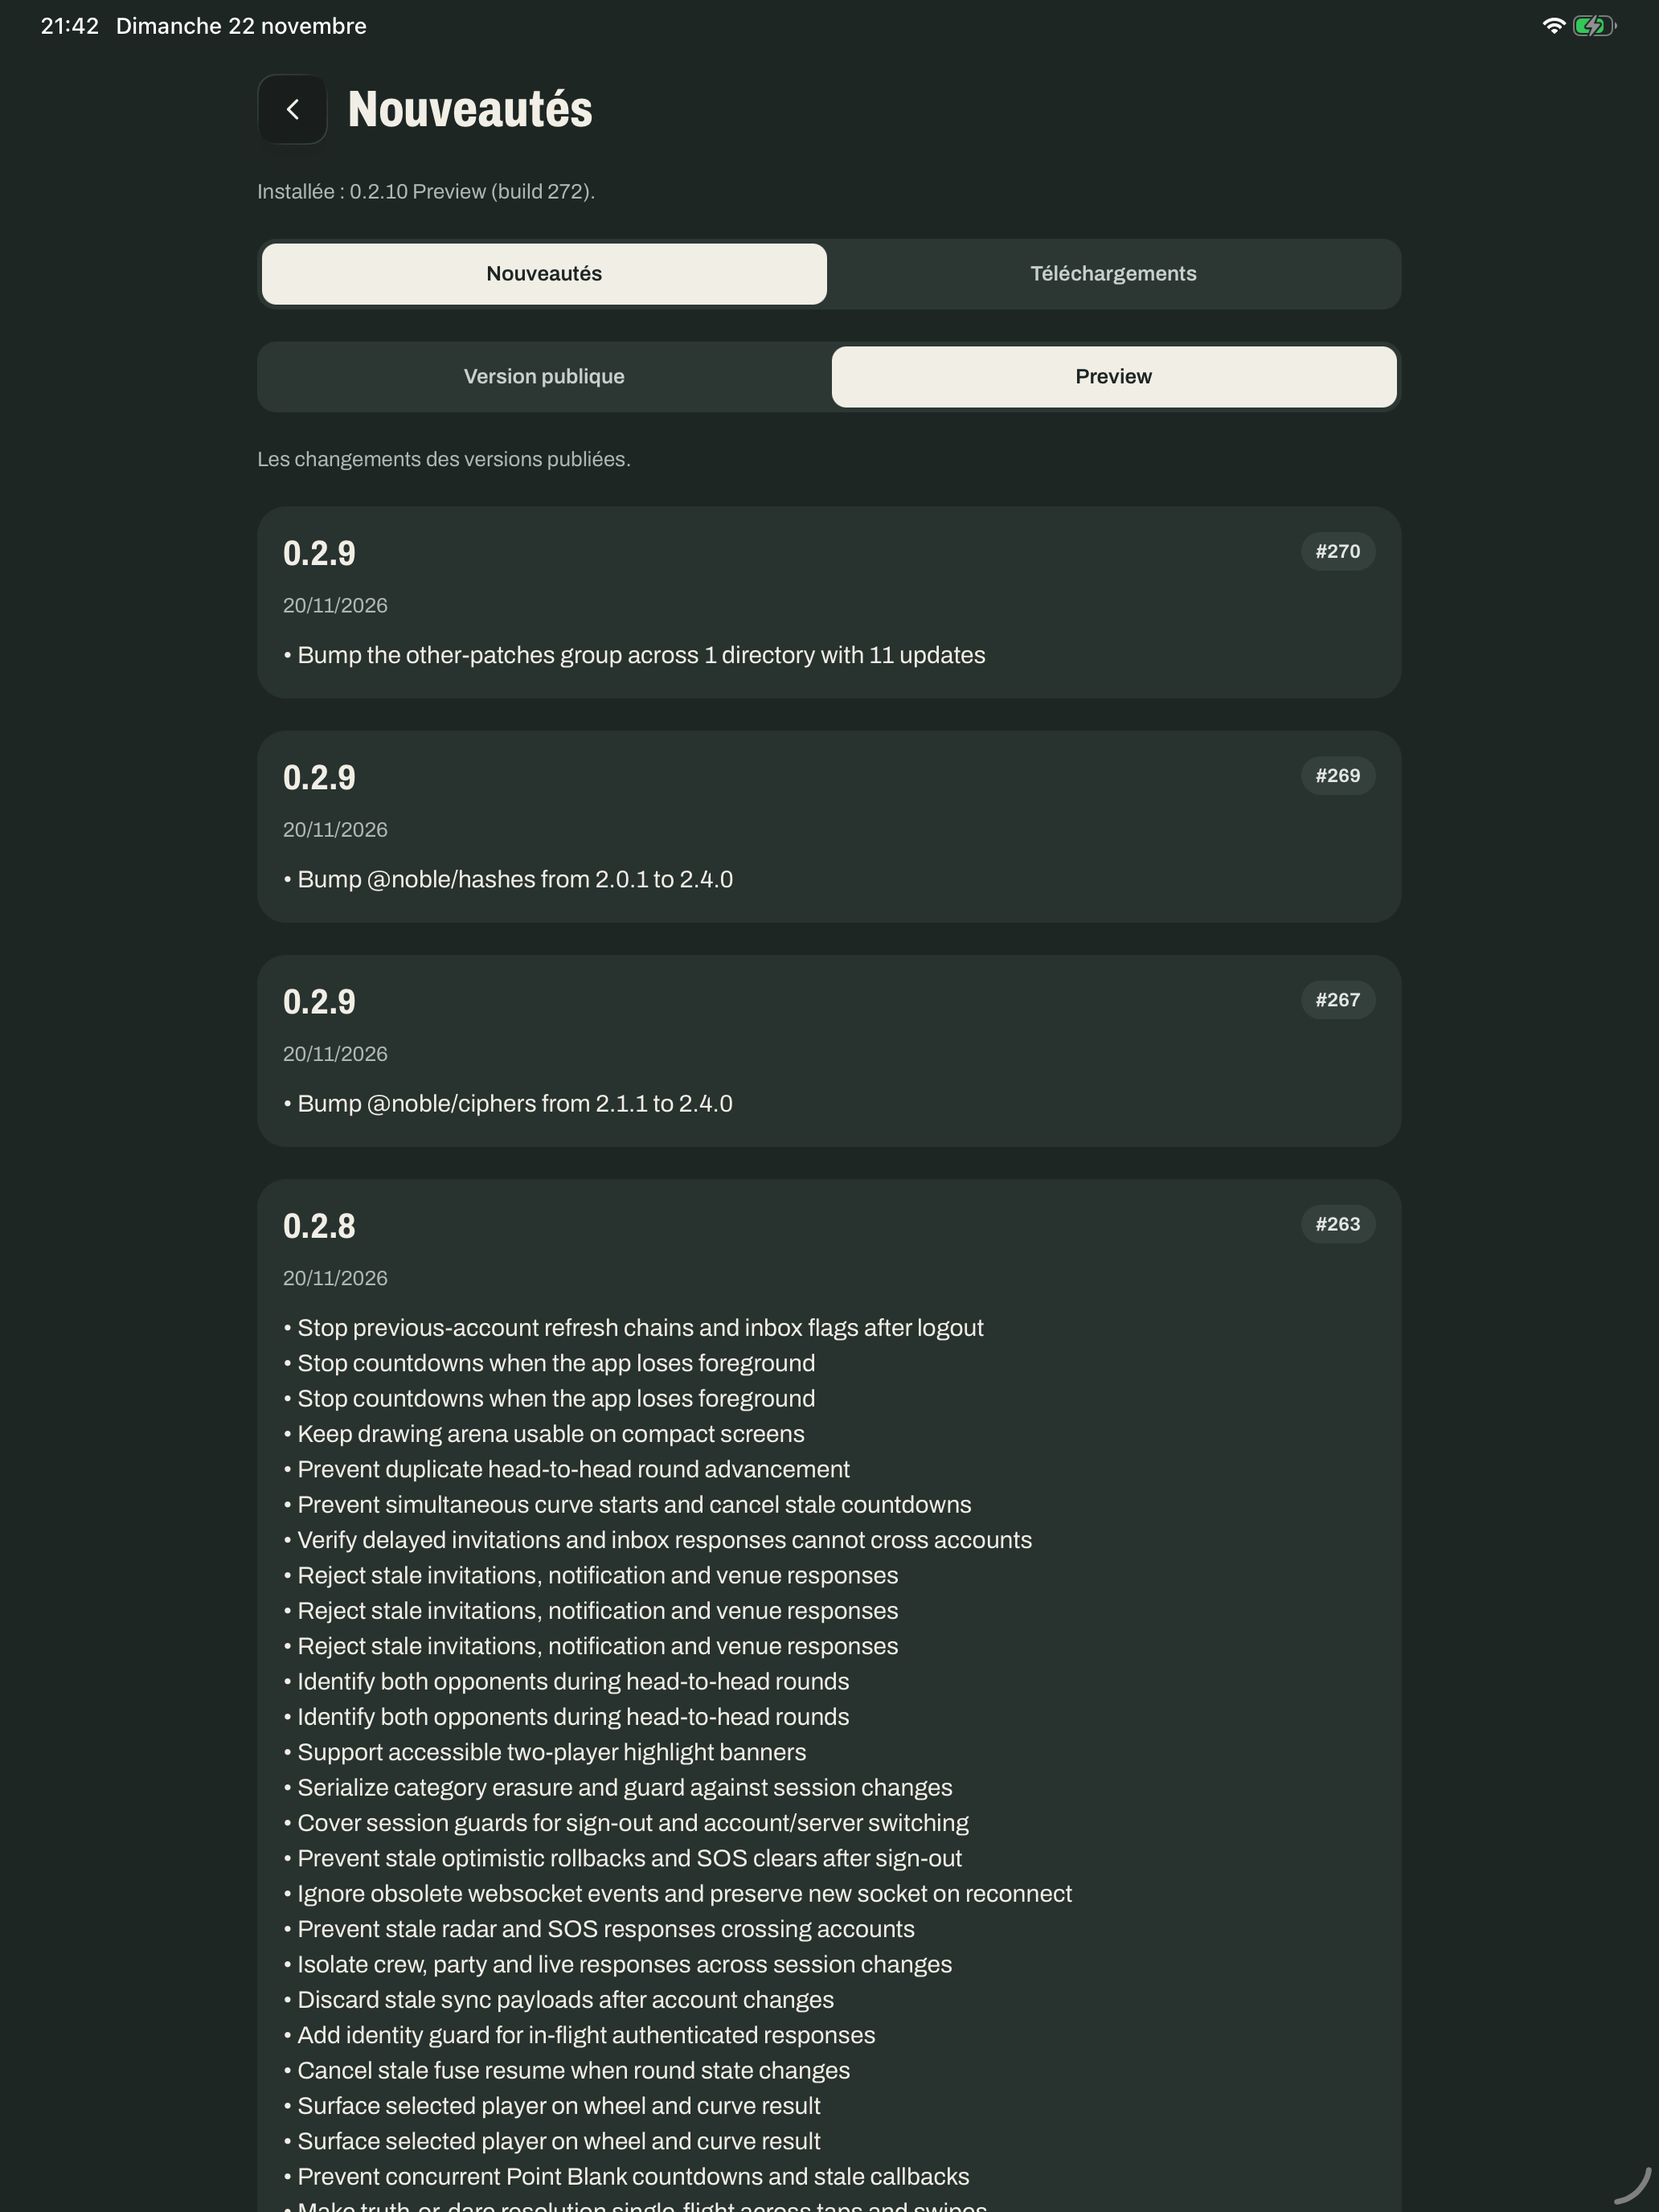 21:42 Dimanche 22 novembre
Nouveautés
Installée : 0.2.10 Preview (build 272).
Nouveautés Téléchargements
Version publique Preview
Les changements des versions publiées.
0.2.9 #270
20/11/2026
• Bump the other-patches group across 1 directory with 11 updates
0.2.9 #269
20/11/2026
• Bump @noble/hashes from 2.0.1 to 2.4.0
0.2.9 #267
20/11/2026
• Bump @noble/ciphers from 2.1.1 to 2.4.0
0.2.8 #263
20/11/2026
• Stop previous-account refresh chains and inbox flags after logout
• Stop countdowns when the app loses foreground
• Stop countdowns when the app loses foreground
• Keep drawing arena usable on compact screens
• Prevent duplicate head-to-head round advancement
• Prevent simultaneous curve starts and cancel stale countdowns
• Verify delayed invitations and inbox responses cannot cross accounts
• Reject stale invitations, notification and venue responses
• Reject stale invitations, notification and venue responses
• Reject stale invitations, notification and venue responses
• Identify both opponents during head-to-head rounds
• Identify both opponents during head-to-head rounds
• Support accessible two-player highlight banners
• Serialize category erasure and guard against session changes
• Cover session guards for sign-out and account/server switching
• Prevent stale optimistic rollbacks and SOS clears after sign-out
• Ignore obsolete websocket events and preserve new socket on reconnect
• Prevent stale radar and SOS responses crossing accounts
• Isolate crew, party and live responses across session changes
• Discard stale sync payloads after account changes
• Add identity guard for in-flight authenticated responses
• Cancel stale fuse resume when round state changes
• Surface selected player on wheel and curve result
• Surface selected player on wheel and curve result
• Prevent concurrent Point Blank countdowns and stale callbacks
• Make truth-or-dare resolution single-flight across taps and swipes